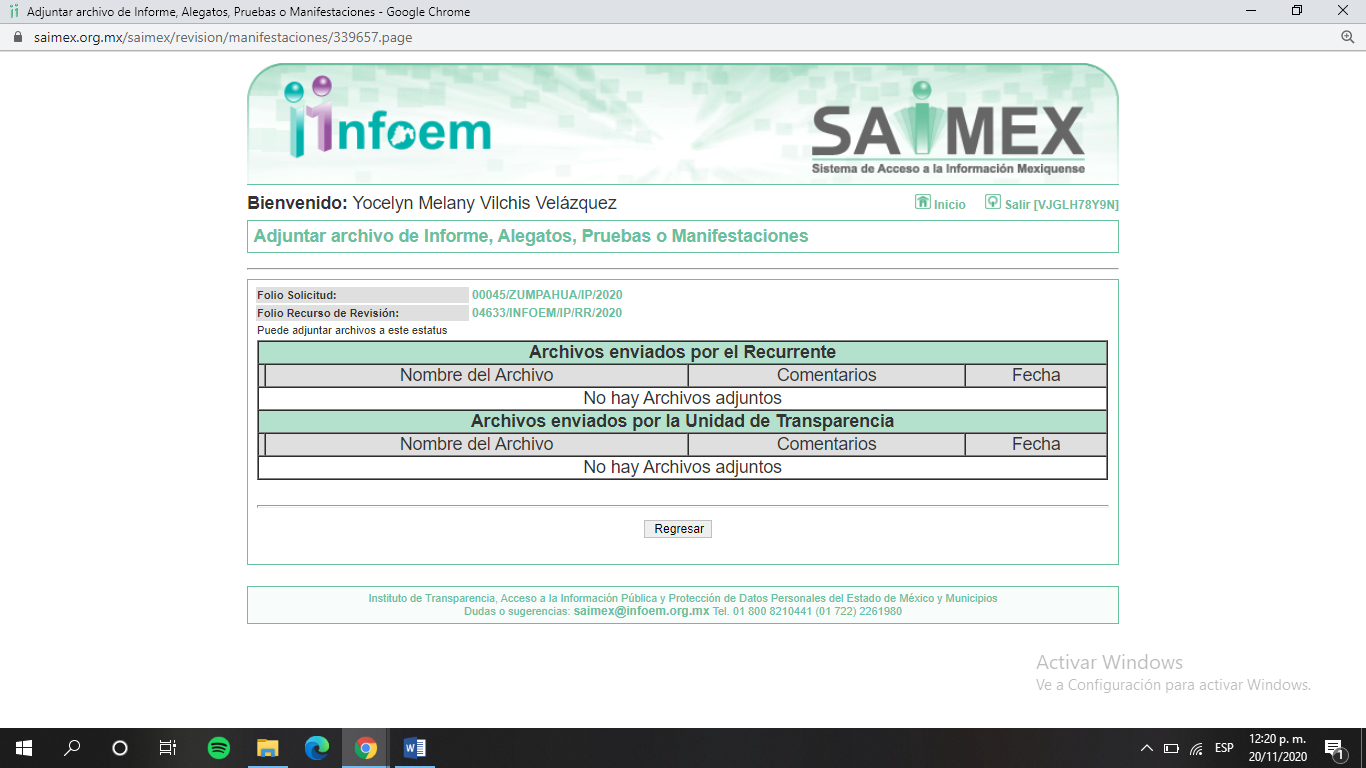 Adjuntar archivo de Informe, Alegatos, Pruebas o Manifestaciones - Google Chrome
saimex.org.mx/saimex/revision/manifestaciones/339657.page
infoem
SAIMEX
Sistema de Acceso a la Información Mexiquense
Bienvenido: Yocelyn Melany Vilchis Velázquez
Inicio Salir [VJGLH78Y9N]
Adjuntar archivo de Informe, Alegatos, Pruebas o Manifestaciones
Folio Solicitud: 00045/ZUMPAHUA/IP/2020
Folio Recurso de Revisión: 04633/INFOEM/IP/RR/2020
Puede adjuntar archivos a este estatus
Archivos enviados por el Recurrente
Nombre del Archivo Comentarios Fecha
No hay Archivos adjuntos
Archivos enviados por la Unidad de Transparencia
Nombre del Archivo Comentarios Fecha
No hay Archivos adjuntos
Regresar
Instituto de Transparencia, Acceso a la Información Pública y Protección de Datos Personales del Estado de México y Municipios
Dudas o sugerencias: saimex@infoem.org.mx Tel. 01 800 8210441 (01 722) 2261980
Activar Windows
Ve a Configuración para activar Windows.
ESP
12:20 p. m.
20/11/2020
1